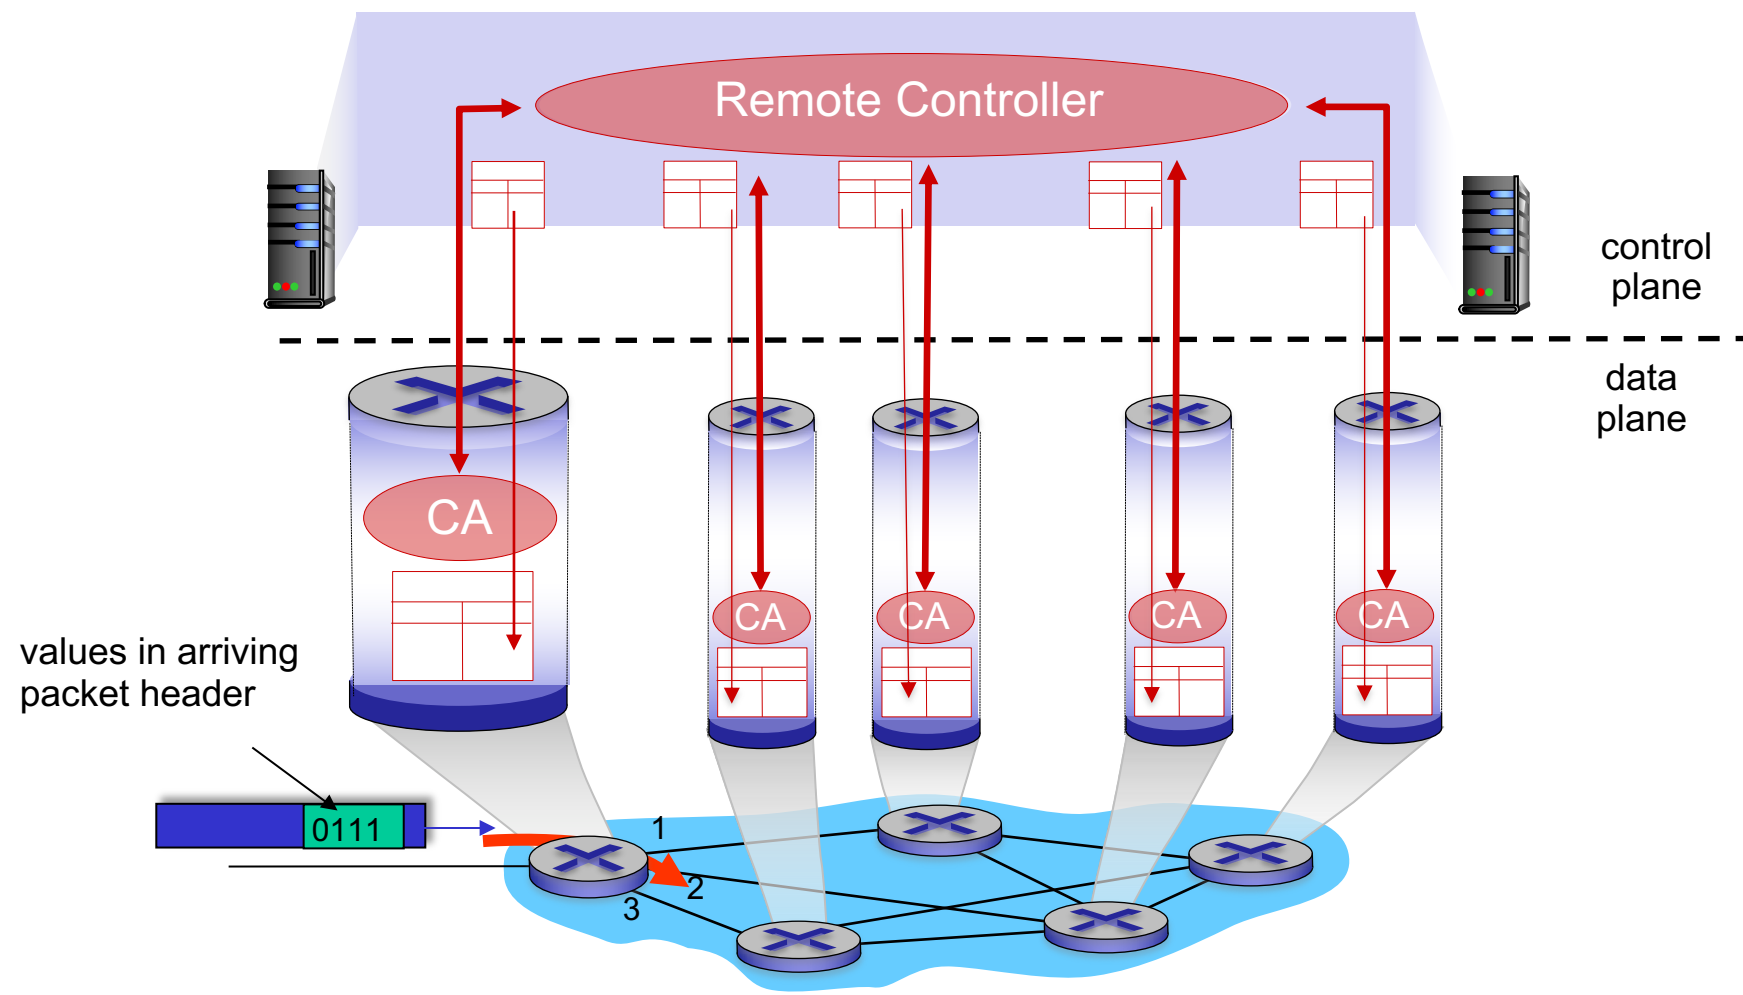 Remote Controller
control
plane
data
plane
CA
CA
CA
CA
CA
values in arriving
packet header
0111
1
2
3